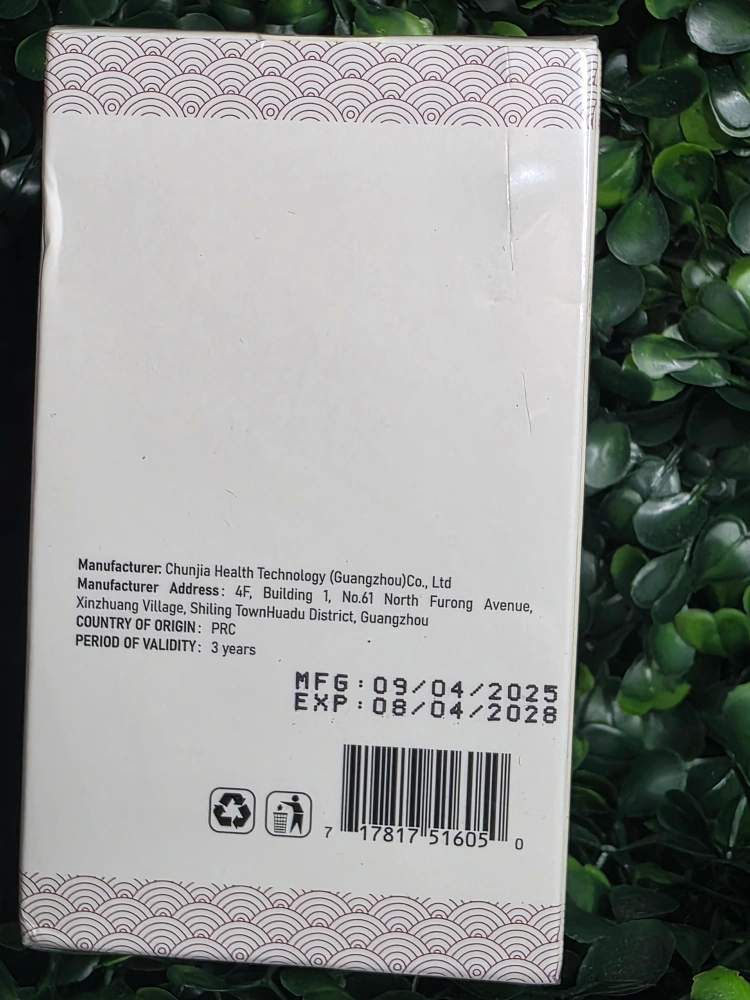 Manufacturer: Chunjia Health Technology (Guangzhou)Co., Ltd
Manufacturer Address: 4F, Building 1, No.61 North Furong Avenue,
Xinzhuang Village, Shiling TownHuadu District, Guangzhou
COUNTRY OF ORIGIN: PRC
PERIOD OF VALIDITY: 3 years
MFG:09/04/2025
EXP:08/04/2028
7 17817 51605 0